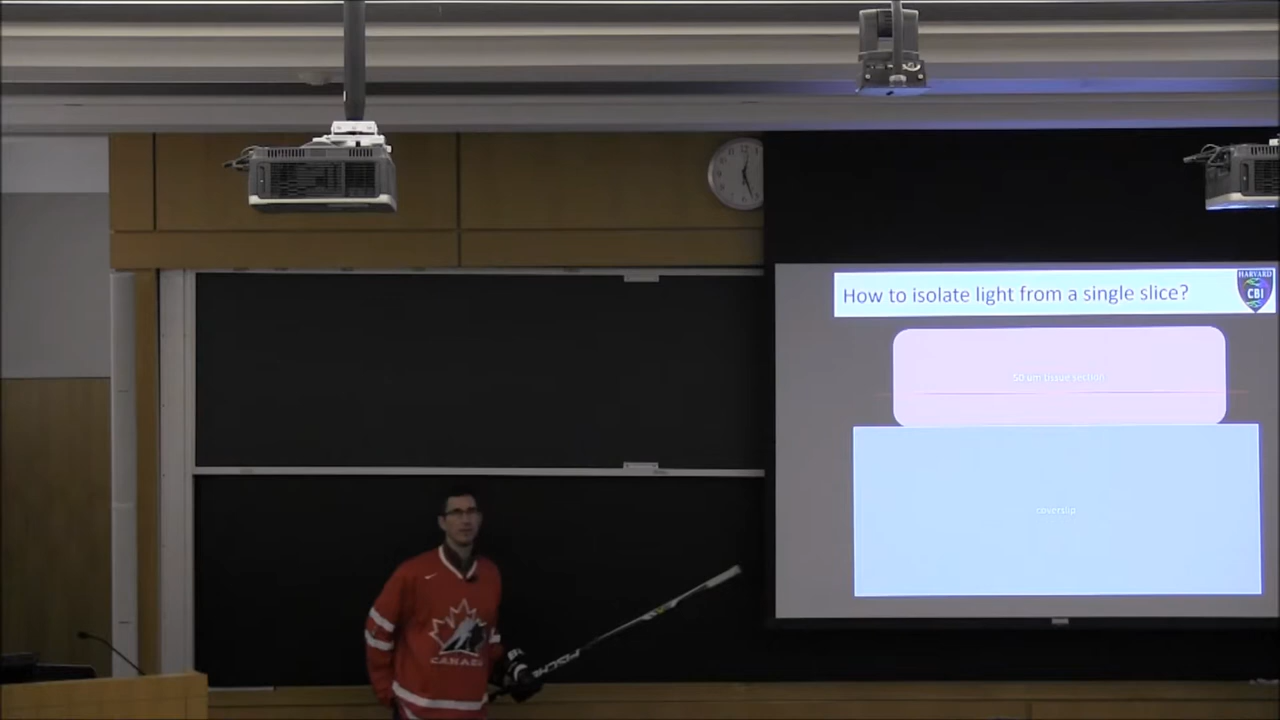 How to isolate light from a single slice?
HARVARD
CBI
50 um tissue section
coverslip
CANADA